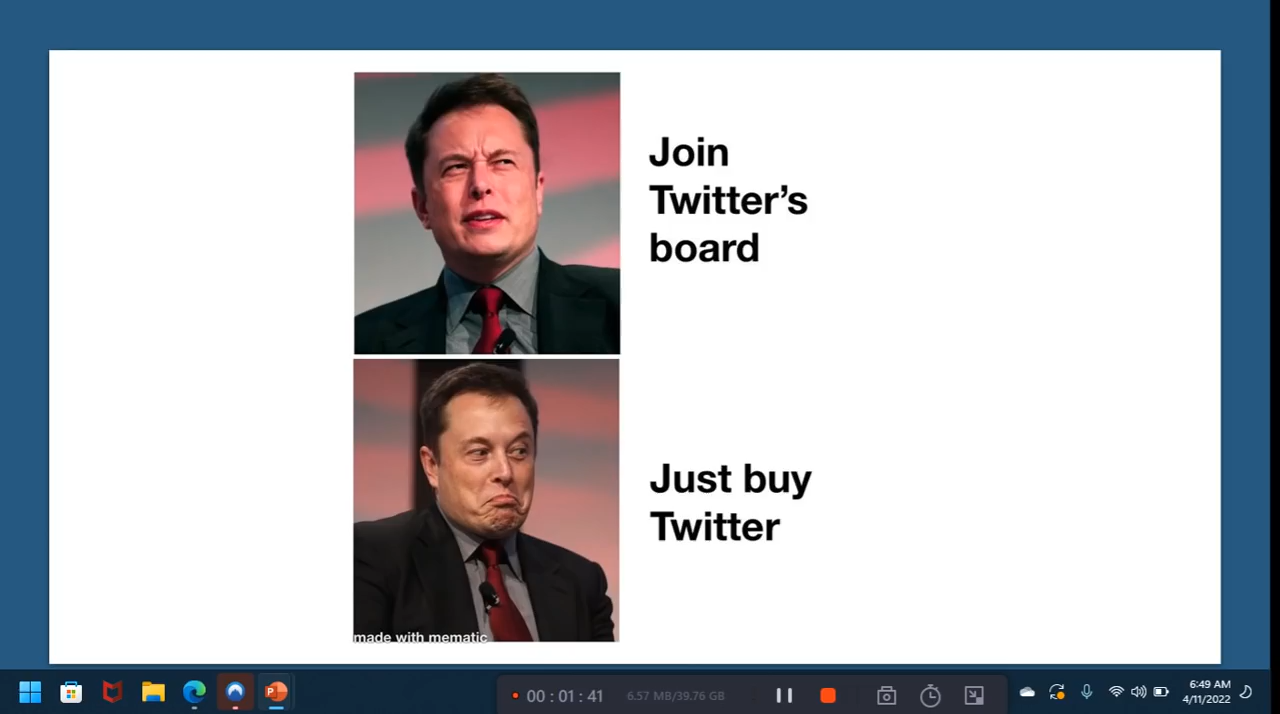 Join
Twitter’s
board
Just buy
Twitter
made with mematic
00 : 01 : 41
6.57 MB/39.76 GB
6:49 AM
4/11/2022